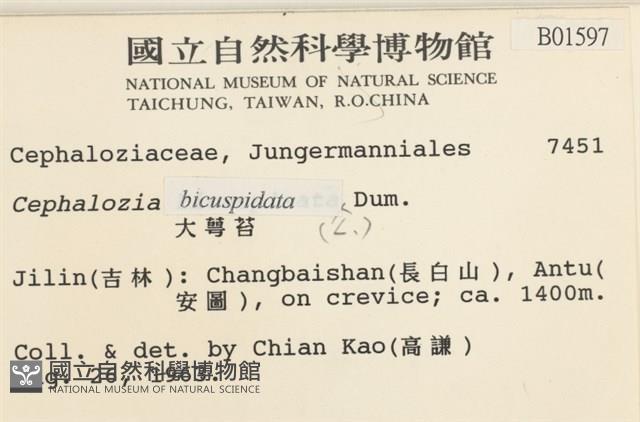 國立自然科學博物館
B01597
NATIONAL MUSEUM OF NATURAL SCIENCE
TAICHUNG, TAIWAN, R.O.CHINA
Cephaloziaceae, Jungermanniales 7451
Cephalozia bicuspidata Dum.
大萼苔 (L.)
Jilin(吉林): Changbaishan(長白山), Antu(
安圖), on crevice; ca. 1400m.
Coll. & det. by Chian Kao(高謙)
國立自然科學博物館
NATIONAL MUSEUM OF NATURAL SCIENCE